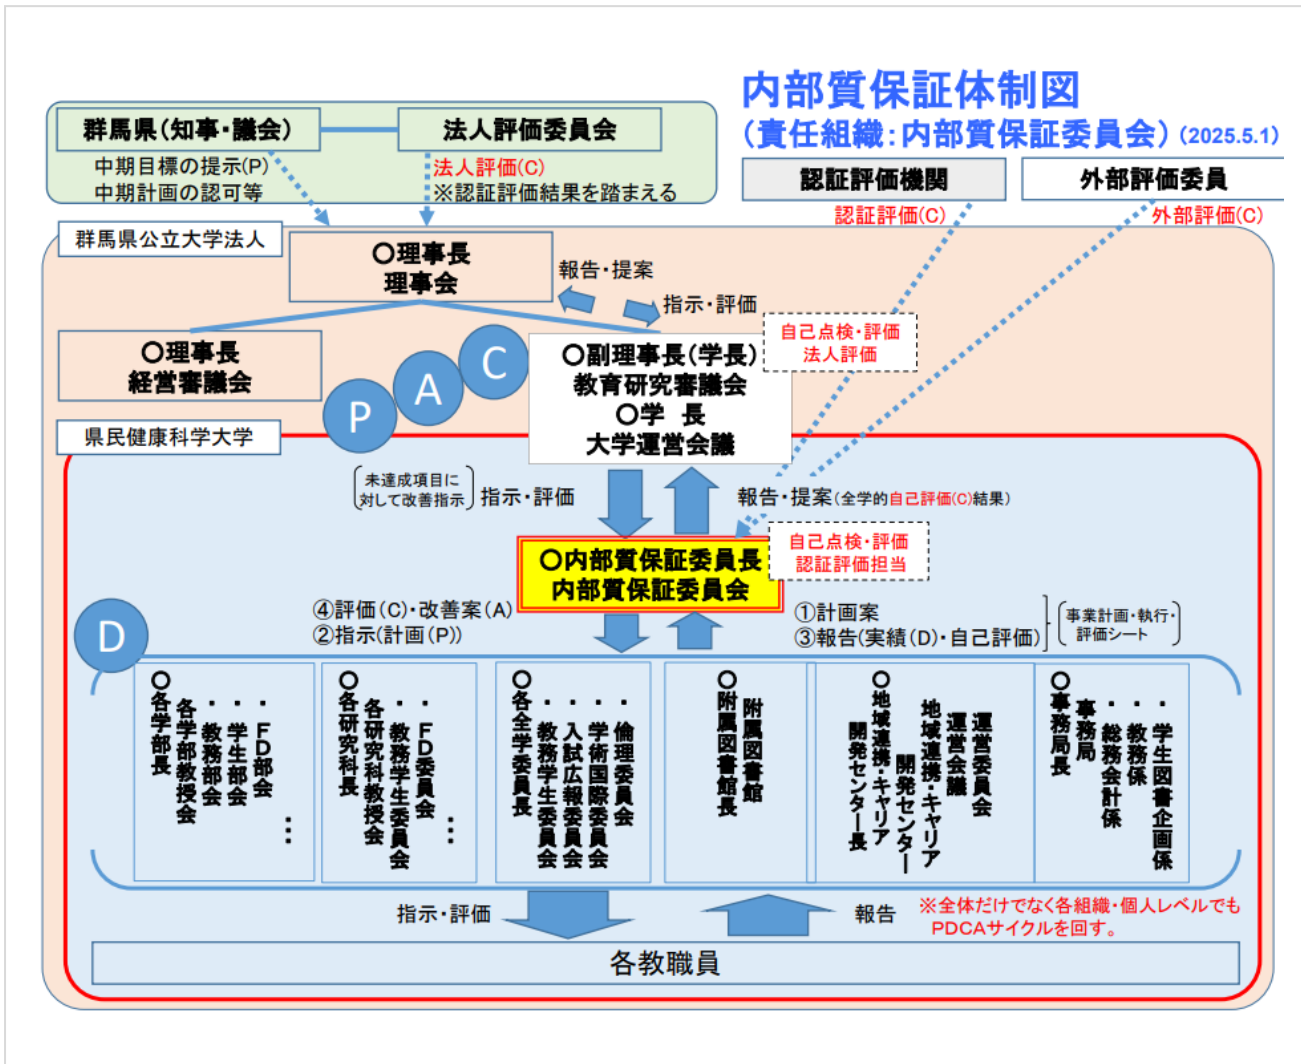 内部質保証体制図
(責任組織:内部質保証委員会) (2025.5.1)
群馬県(知事・議会)
法人評価委員会
中期目標の提示(P)
中期計画の認可等
法人評価(C)
※認証評価結果を踏まえる
認証評価機関
外部評価委員
認証評価(C)
外部評価(C)
群馬県公立大学法人
〇理事長
理事会
報告・提案
指示・評価
自己点検・評価
法人評価
〇理事長
経営審議会
P
A
C
〇副理事長(学長)
教育研究審議会
〇学 長
大学運営会議
県民健康科学大学
未達成項目に
対して改善指示
指示・評価
報告・提案(全学的自己評価(C)結果)
〇内部質保証委員長
内部質保証委員会
自己点検・評価
認証評価担当
④評価(C)・改善案(A)
②指示(計画(P))
①計画案
③報告(実績(D)・自己評価)
事業計画・執行・
評価シート
D
〇各学部長
各学部教授会
・教務部会
・学生部会
・FD部会
…
〇各研究科長
各研究科教授会
・教務学生委員会
・FD委員会
…
〇各全学委員長
・教務学生委員会
・入試広報委員会
・学術国際委員会
・倫理委員会
〇附属図書館長
附属図書館
〇地域連携・キャリア
開発センター長
地域連携・キャリア
開発センター
運営会議
運営委員会
〇事務局長
事務局
・総務会計係
・教務係
・学生図書企画係
指示・評価
報告
※全体だけでなく各組織・個人レベルでも
PDCAサイクルを回す。
各教職員